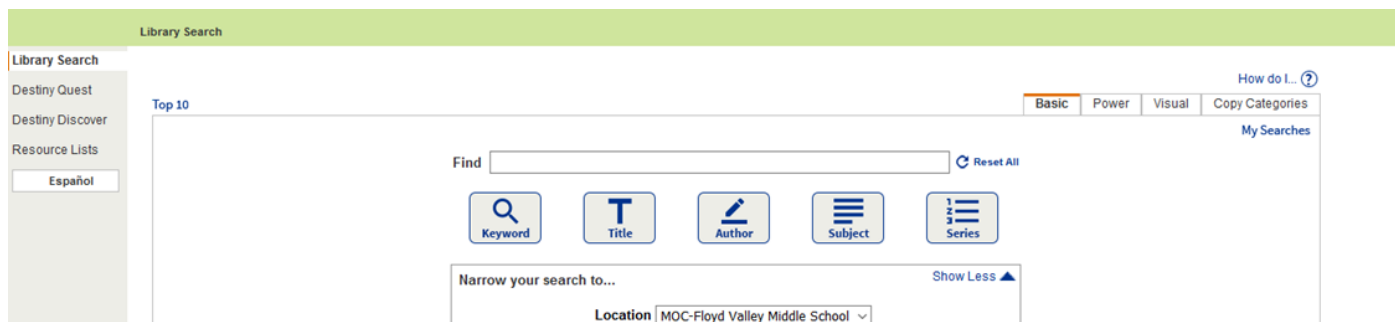 Library Search
Library Search
Destiny Quest
Destiny Discover
Resource Lists
Español
How do I... ?
Top 10
Basic Power Visual Copy Categories
My Searches
Find Reset All
Keyword Title Author Subject Series
Narrow your search to... Show Less
Location MOC-Floyd Valley Middle School